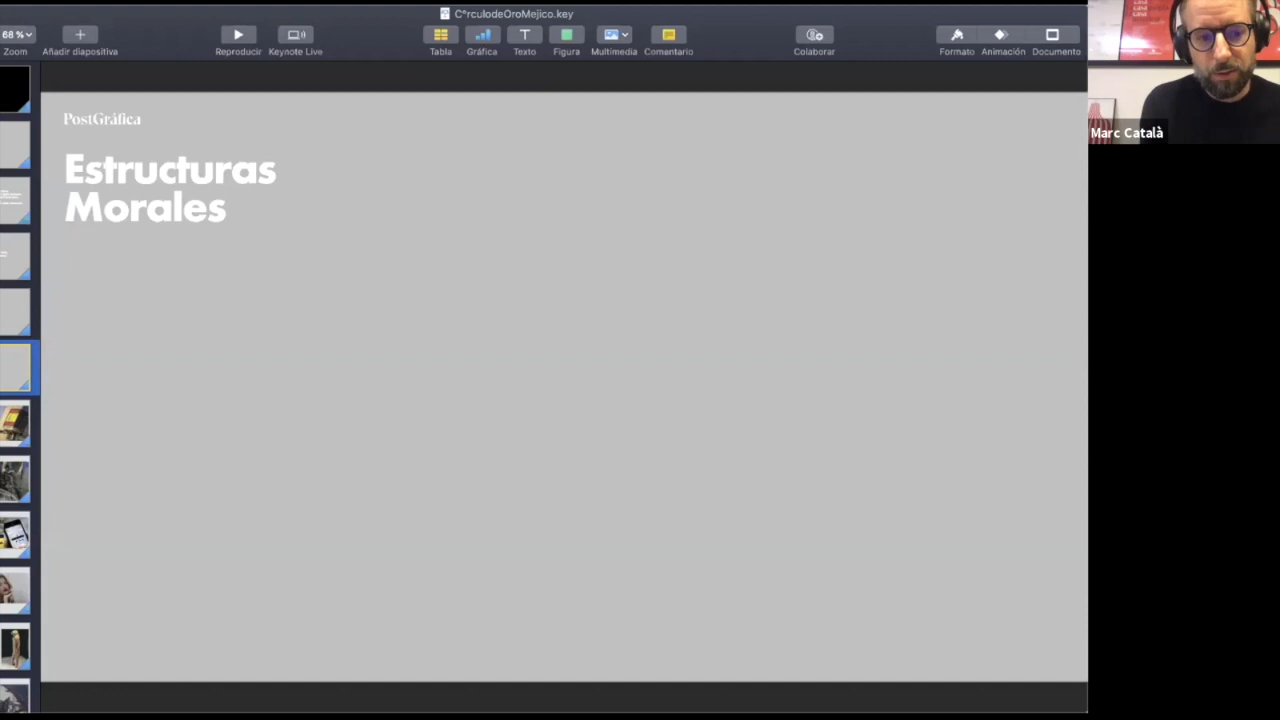 C°rculodeOroMejico.key
68 %
Zoom
Añadir diapositiva
Reproducir
Keynote Live
Tabla
Gráfica
Texto
Figura
Multimedia
Comentario
Colaborar
Formato
Animación
Documento
PostGráfica
Estructuras
Morales
Marc Català